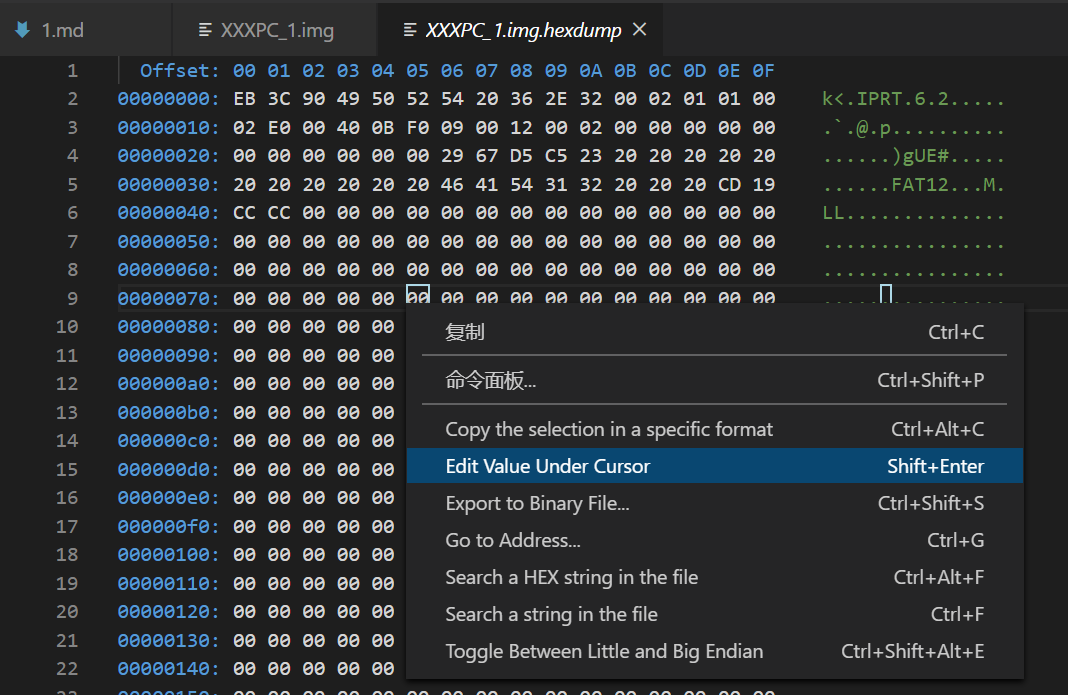 1.md XXXPC_1.img XXXPC_1.img.hexdump
1 Offset: 00 01 02 03 04 05 06 07 08 09 0A 0B 0C 0D 0E 0F
2 00000000: EB 3C 90 49 50 52 54 20 36 2E 32 00 02 01 01 00 k<.IPRT.6.2.....
3 00000010: 02 E0 00 40 0B F0 09 00 12 00 02 00 00 00 00 00 .`.@.p..........
4 00000020: 00 00 00 00 00 00 29 67 D5 C5 23 20 20 20 20 20 ......)gUE#.....
5 00000030: 20 20 20 20 20 20 46 41 54 31 32 20 20 20 CD 19 ......FAT12...M.
6 00000040: CC CC 00 00 00 00 00 00 00 00 00 00 00 00 00 00 LL..............
7 00000050: 00 00 00 00 00 00 00 00 00 00 00 00 00 00 00 00 ................
8 00000060: 00 00 00 00 00 00 00 00 00 00 00 00 00 00 00 00 ................
9 00000070: 00 00 00 00 00 00 00 00 00 00 00 00 00 00 00 00 ................
10 00000080: 00 00 00 00 00
复制 Ctrl+C
11 00000090: 00 00 00 00 00
12 000000a0: 00 00 00 00 00
命令面板... Ctrl+Shift+P
13 000000b0: 00 00 00 00 00
14 000000c0: 00 00 00 00 00
Copy the selection in a specific format Ctrl+Alt+C
15 000000d0: 00 00 00 00 00
Edit Value Under Cursor Shift+Enter
16 000000e0: 00 00 00 00 00
Export to Binary File... Ctrl+Shift+S
17 000000f0: 00 00 00 00 00
18 00000100: 00 00 00 00 00
Go to Address... Ctrl+G
19 00000110: 00 00 00 00 00
Search a HEX string in the file Ctrl+Alt+F
20 00000120: 00 00 00 00 00
Search a string in the file Ctrl+F
21 00000130: 00 00 00 00 00
Toggle Between Little and Big Endian Ctrl+Shift+Alt+E
22 00000140: 00 00 00 00 00